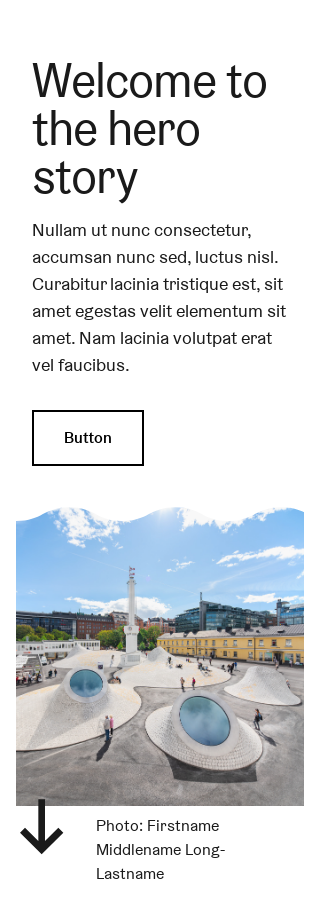 Welcome to
the hero
story
Nullam ut nunc consectetur,
accumsan nunc sed, luctus nisl.
Curabitur lacinia tristique est, sit
amet egestas velit elementum sit
amet. Nam lacinia volutpat erat
vel faucibus.
Button
Photo: Firstname
Middlename Long-
Lastname